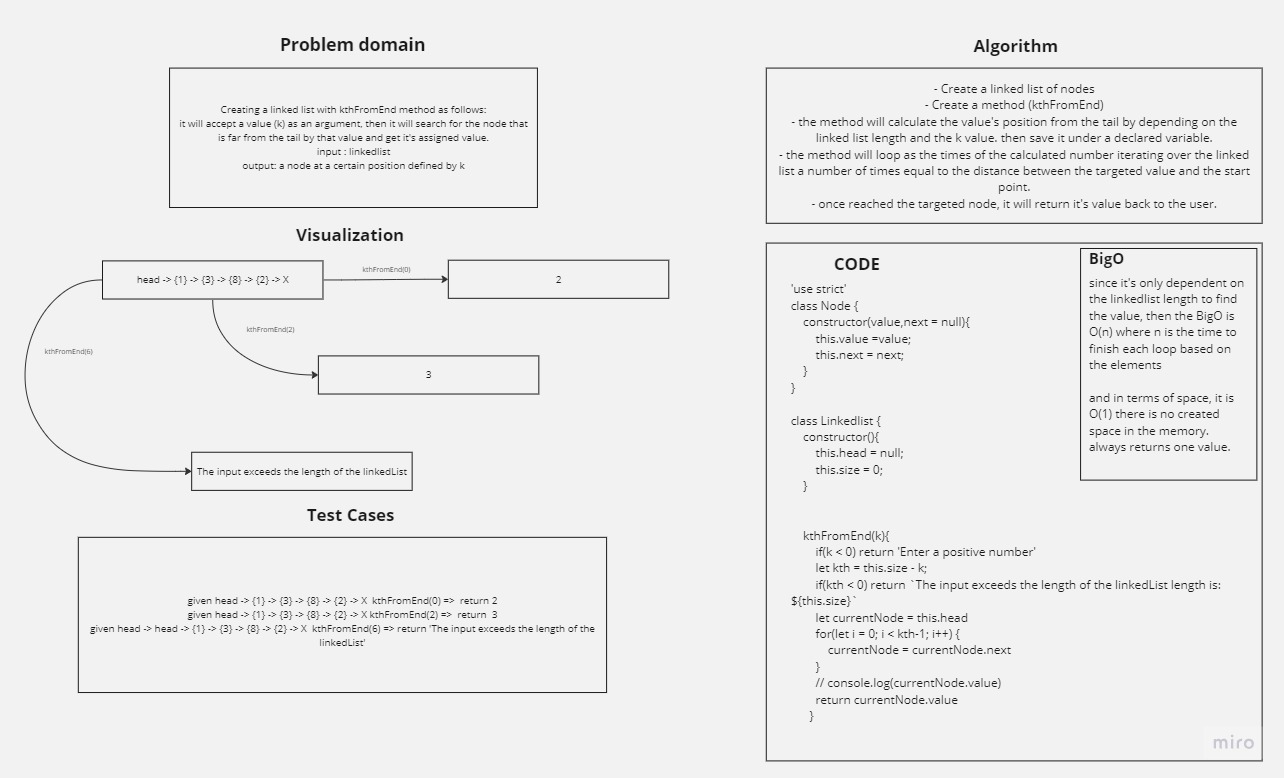 Problem domain
Creating a linked list with kthFromEnd method as follows:
it will accept a value (k) as an argument, then it will search for the node that
is far from the tail by that value and get it's assigned value.
input : linkedlist
output: a node at a certain position defined by k
Visualization
head -> {1} -> {3} -> {8} -> {2} -> X
kthFromEnd(0)
2
kthFromEnd(2)
3
kthFromEnd(6)
The input exceeds the length of the linkedList
Test Cases
given head -> {1} -> {3} -> {8} -> {2} -> X  kthFromEnd(0) =>  return 2
given head -> {1} -> {3} -> {8} -> {2} -> X kthFromEnd(2) =>  return  3
given head -> head -> {1} -> {3} -> {8} -> {2} -> X  kthFromEnd(6) => return 'The input exceeds the length of the
linkedList'
Algorithm
- Create a linked list of nodes
- Create a method (kthFromEnd)
- the method will calculate the value's position from the tail by depending on the
linked list length and the k value. then save it under a declared variable.
- the method will loop as the times of the calculated number iterating over the linked
list a number of times equal to the distance between the targeted value and the start
point.
- once reached the targeted node, it will return it's value back to the user.
CODE
'use strict'
class Node {
constructor(value,next = null){
this.value =value;
this.next = next;
}
}
class Linkedlist {
constructor(){
this.head = null;
this.size = 0;
}
kthFromEnd(k){
if(k < 0) return 'Enter a positive number'
let kth = this.size - k;
if(kth < 0) return `The input exceeds the length of the linkedList length is:
${this.size}`
let currentNode = this.head
for(let i = 0; i < kth-1; i++) {
currentNode = currentNode.next
}
// console.log(currentNode.value)
return currentNode.value
}
BigO
since it's only dependent on
the linkedlist length to find
the value, then the BigO is
O(n) where n is the time to
finish each loop based on
the elements
and in terms of space, it is
O(1) there is no created
space in the memory.
always returns one value.
miro